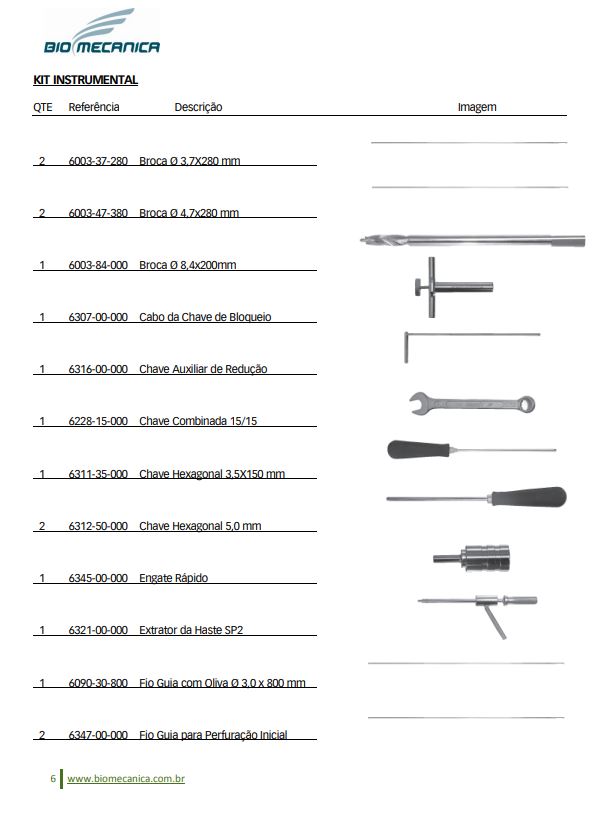 BIOMECANICA
KIT INSTRUMENTAL
QTE Referência Descrição Imagem
2 6003-37-280 Broca Ø 3,7X280 mm
2 6003-47-380 Broca Ø 4,7x280 mm
1 6003-84-000 Broca Ø 8,4x200mm
1 6307-00-000 Cabo da Chave de Bloqueio
1 6316-00-000 Chave Auxiliar de Redução
1 6228-15-000 Chave Combinada 15/15
1 6311-35-000 Chave Hexagonal 3,5X150 mm
2 6312-50-000 Chave Hexagonal 5,0 mm
1 6345-00-000 Engate Rápido
1 6321-00-000 Extrator da Haste SP2
1 6090-30-800 Fio Guia com Oliva Ø 3,0 x 800 mm
2 6347-00-000 Fio Guia para Perfuração Inicial
6 www.biomecanica.com.br